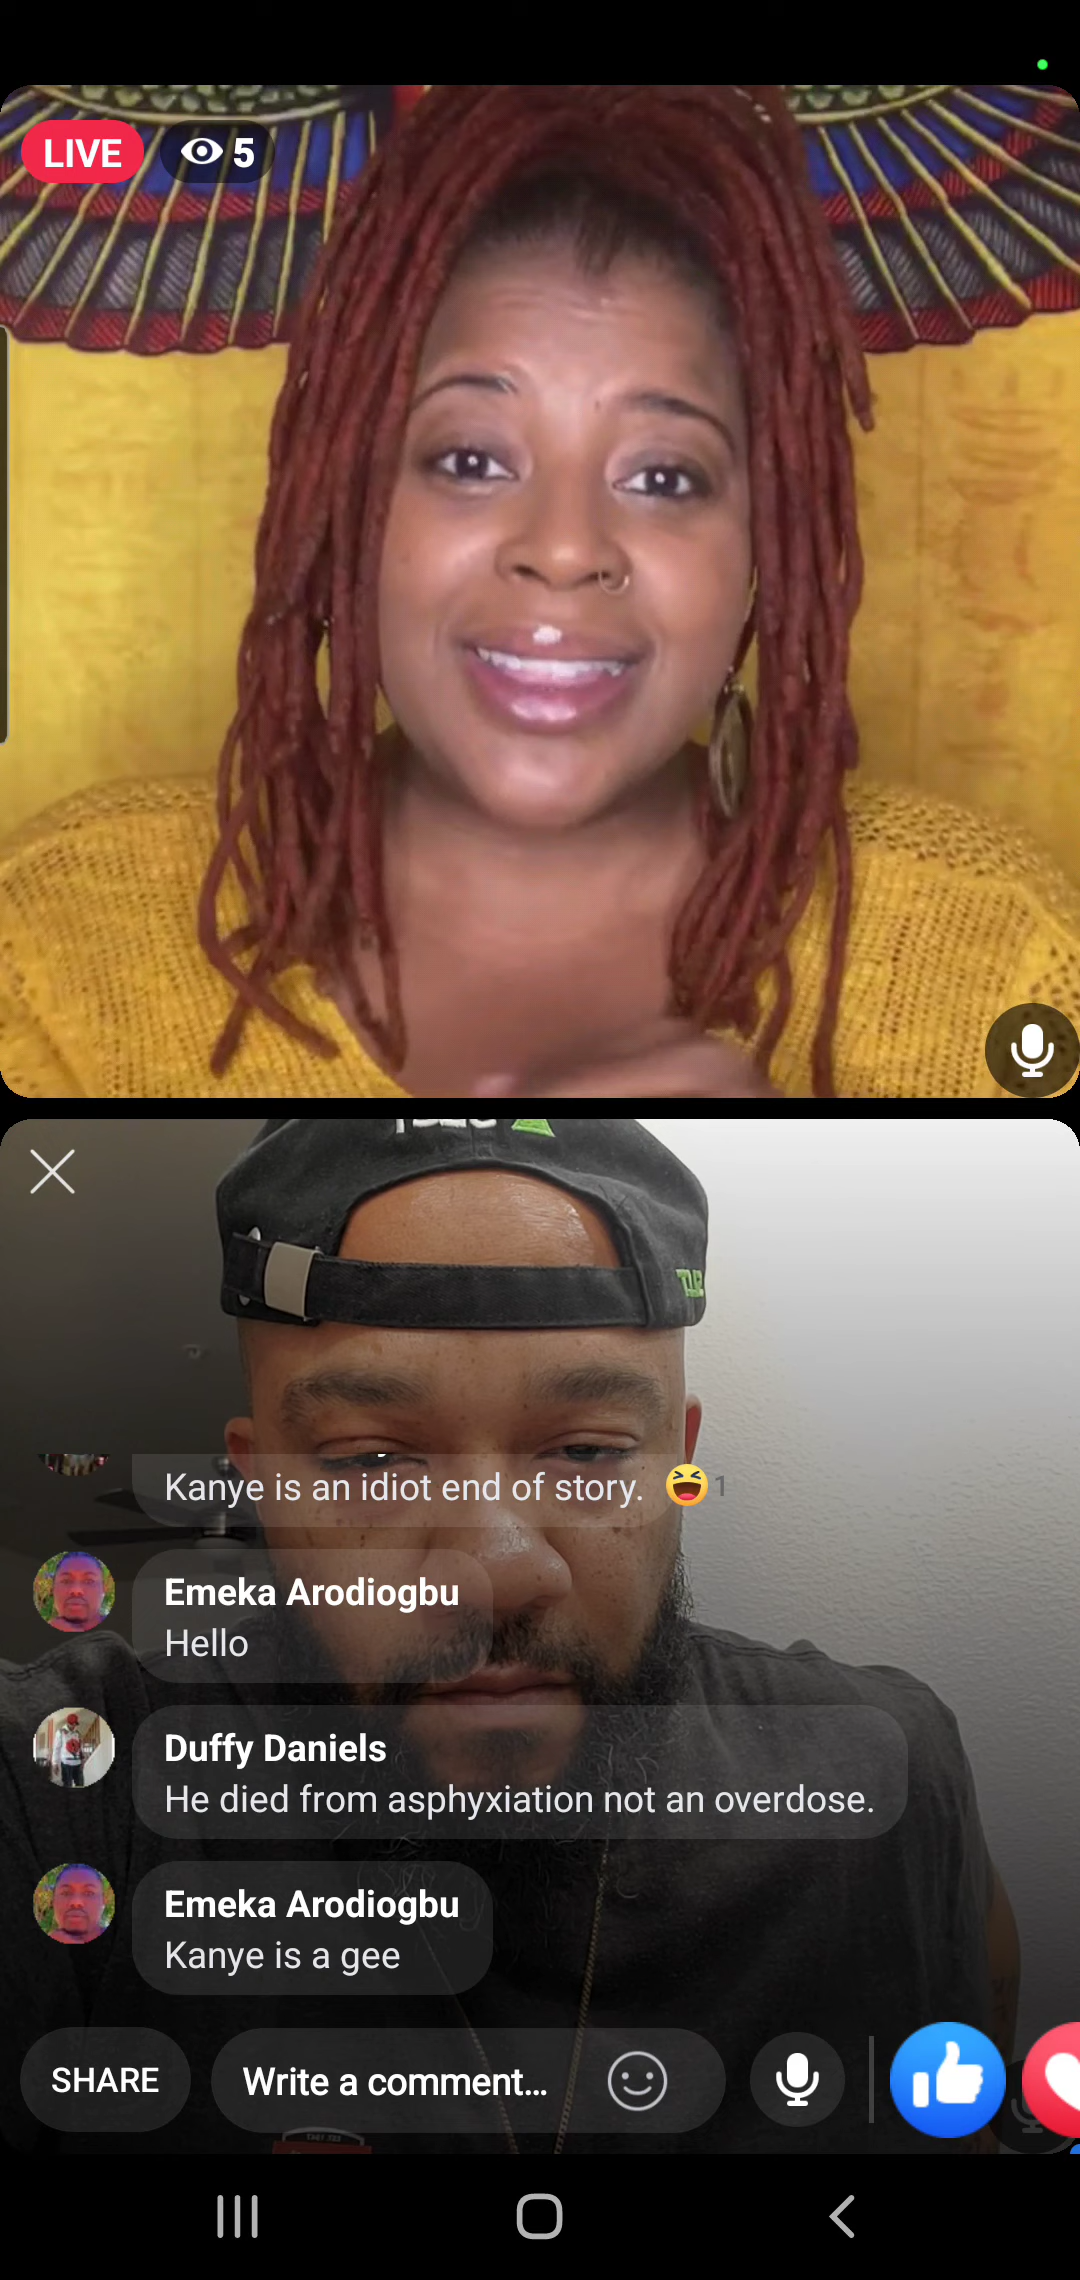 LIVE 5
Kanye is an idiot end of story. 1
Emeka Arodiogbu
Hello
Duffy Daniels
He died from asphyxiation not an overdose.
Emeka Arodiogbu
Kanye is a gee
SHARE
Write a comment...